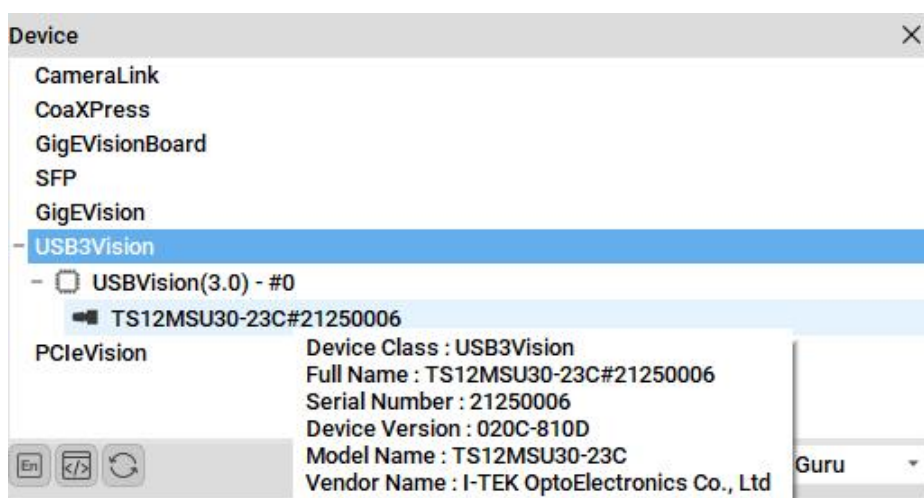 Device
CameraLink
CoaXPress
GigEVisionBoard
SFP
GigEVision
USB3Vision
USBVision(3.0) - #0
TS12MSU30-23C#21250006
PCIeVision
Device Class : USB3Vision
Full Name : TS12MSU30-23C#21250006
Serial Number : 21250006
Device Version : 020C-810D
Model Name : TS12MSU30-23C
Vendor Name : I-TEK OptoElectronics Co., Ltd
En
</>
Guru